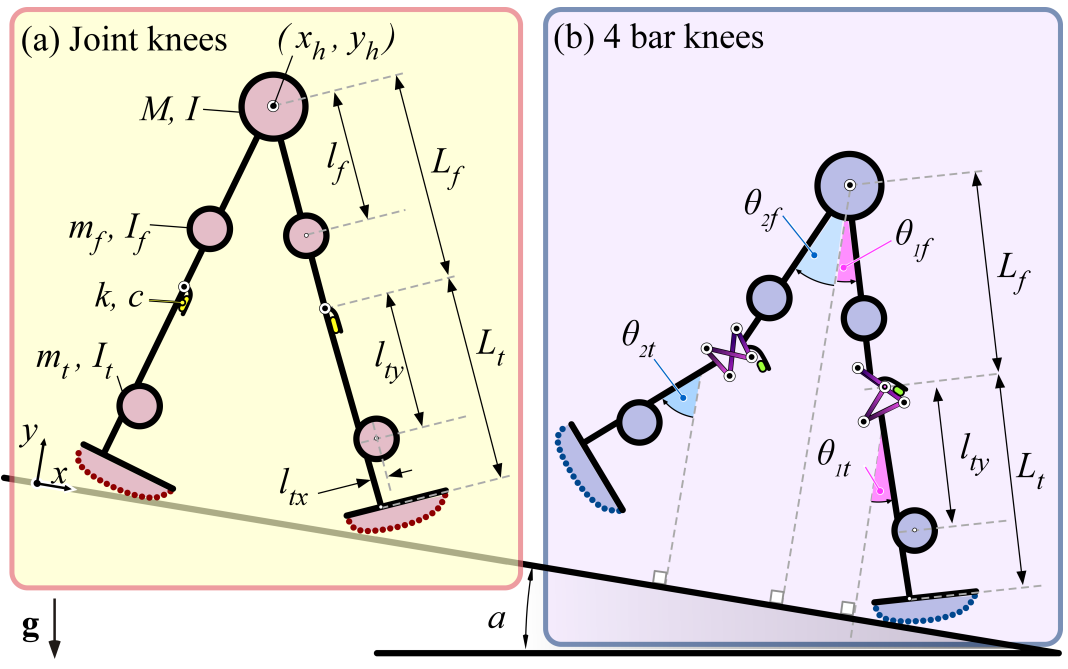 (a) Joint knees
(x_h, y_h)
M, I
l_f
L_f
m_f, I_f
k, c
m_t, I_t
l_ty
L_t
l_tx
y
x
g
a
(b) 4 bar knees
θ_2f
θ_1f
L_f
θ_2t
θ_1t
l_ty
L_t